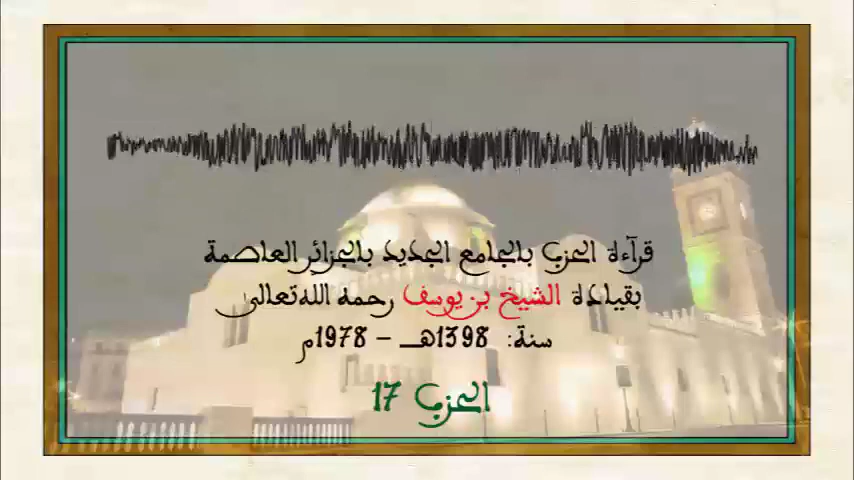 قرآءة الحزب بالجامع الجديد بالجزائر العاصمة
بقيادة الشيخ بن يوسف رحمه الله تعالى
سنة: 1398هـ - 1978م
الحزب 17